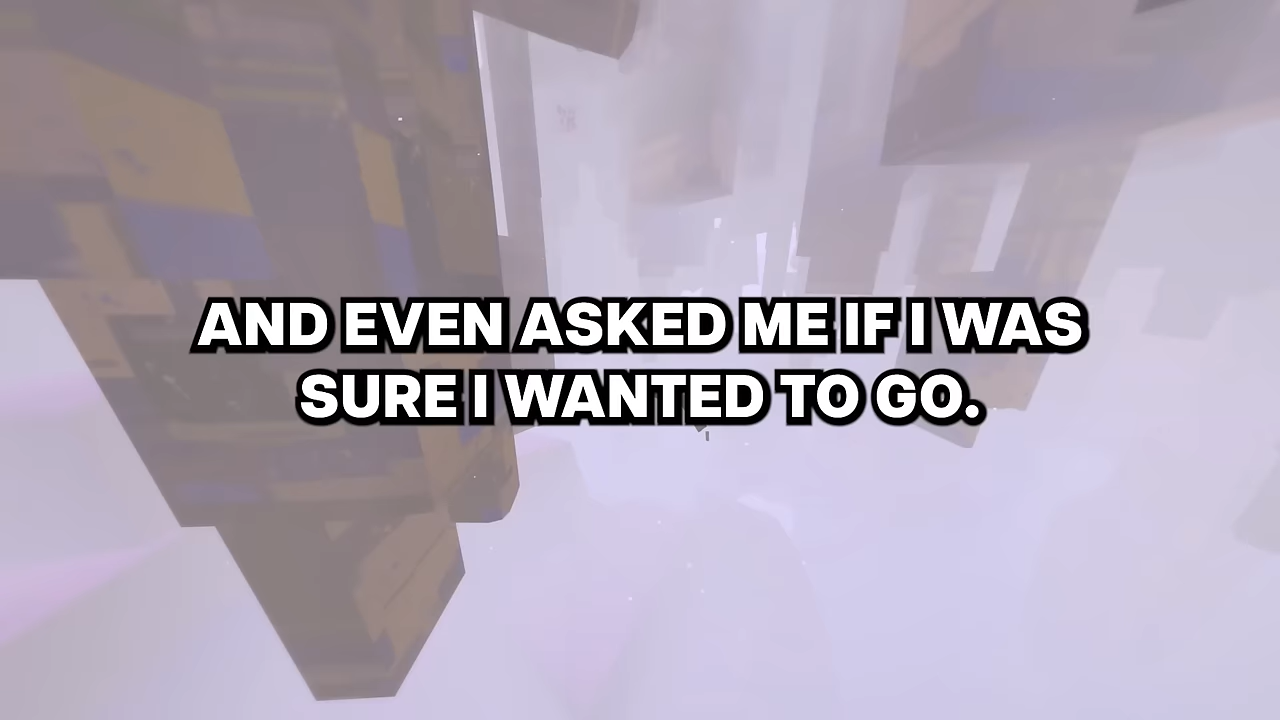 AND EVEN ASKED ME IF I WAS
SURE I WANTED TO GO.